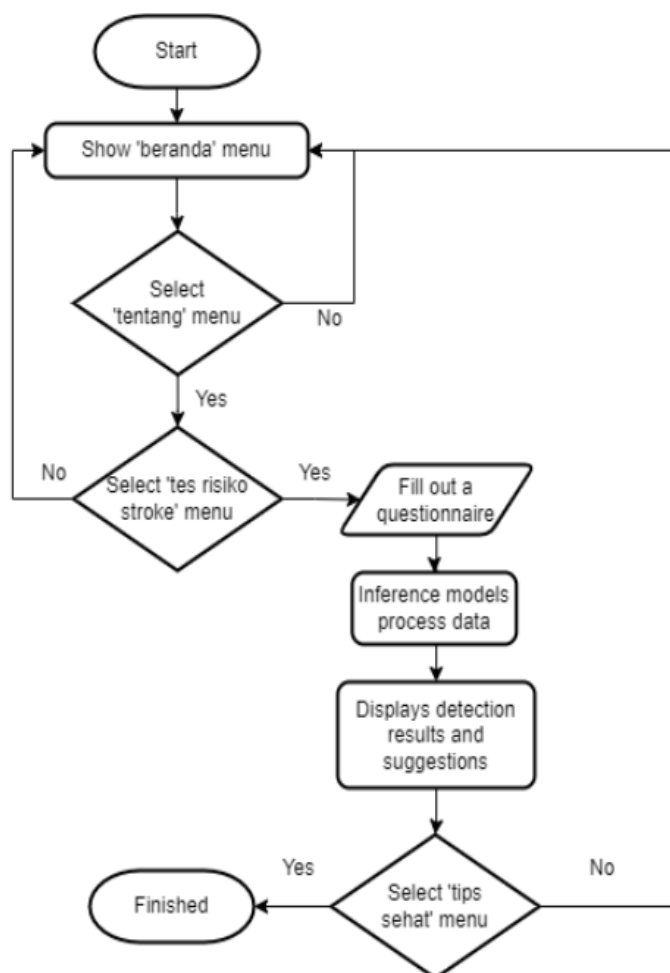 Start
Show 'beranda' menu
Select
'tentang' menu
No
Yes
No
Select 'tes risiko
stroke' menu
Yes
Fill out a
questionnaire
Inference models
process data
Displays detection
results and
suggestions
Yes
Select 'tips
sehat' menu
No
Finished